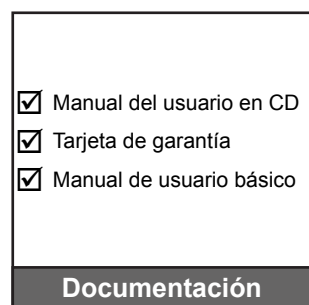 Manual del usuario en CD
Tarjeta de garantía
Manual de usuario básico
Documentación